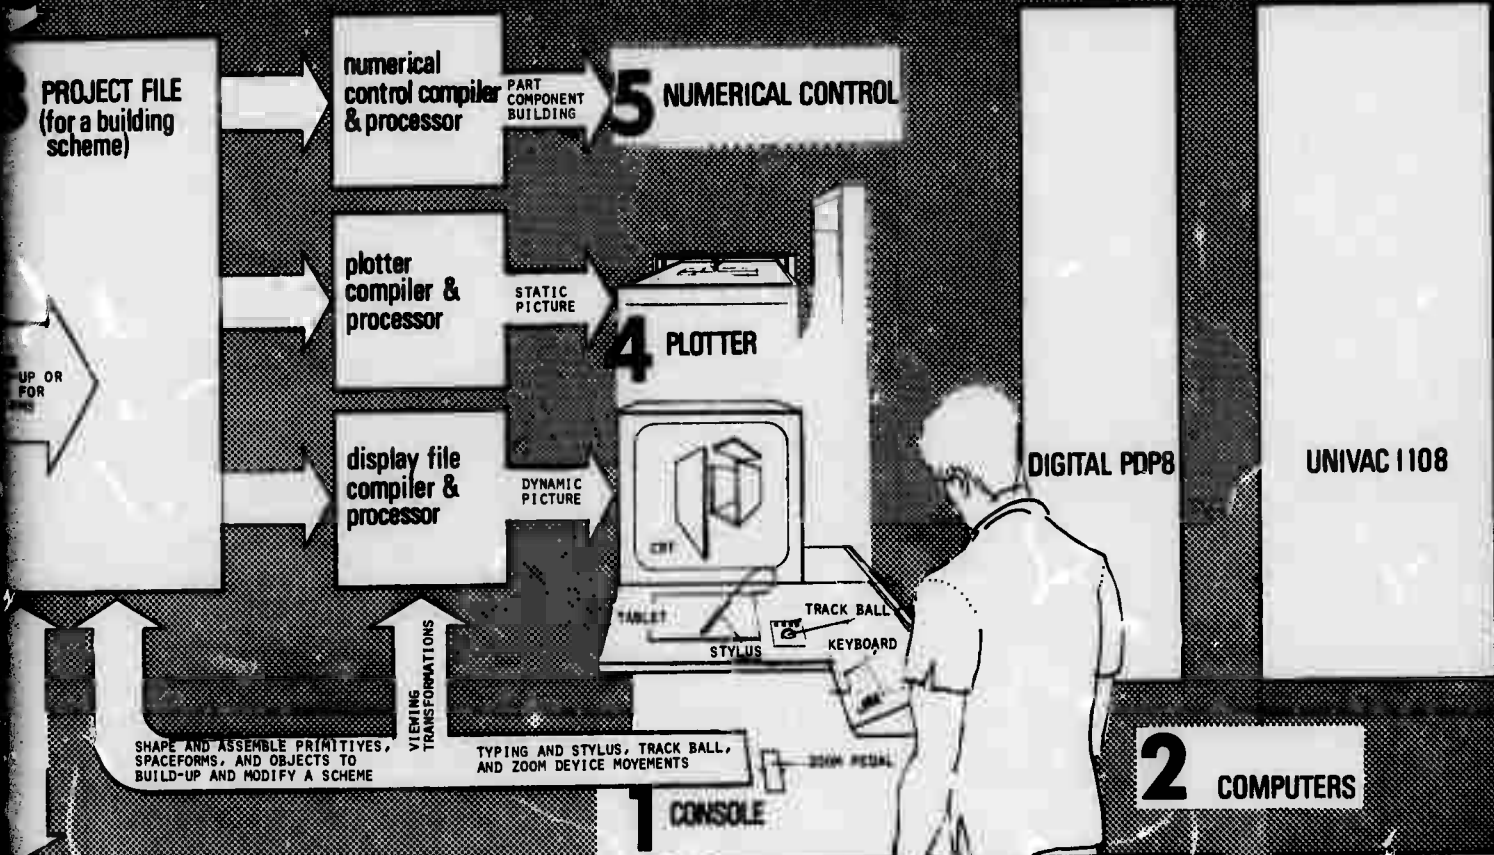 3
PROJECT FILE
(for a building
scheme)
UP OR
FOR
numerical
control compiler
& processor
PART
COMPONENT
BUILDING
5 NUMERICAL CONTROL
plotter
compiler &
processor
STATIC
PICTURE
4 PLOTTER
display file
compiler &
processor
DYNAMIC
PICTURE
CRT
TABLET
STYLUS
TRACK BALL
KEYBOARD
ZOOM PEDAL
VIEWING
TRANSFORMATIONS
SHAPE AND ASSEMBLE PRIMITIVES,
SPACEFORMS, AND OBJECTS TO
BUILD-UP AND MODIFY A SCHEME
TYPING AND STYLUS, TRACK BALL,
AND ZOOM DEVICE MOVEMENTS
1 CONSOLE
DIGITAL PDP8
UNIVAC 1108
2 COMPUTERS